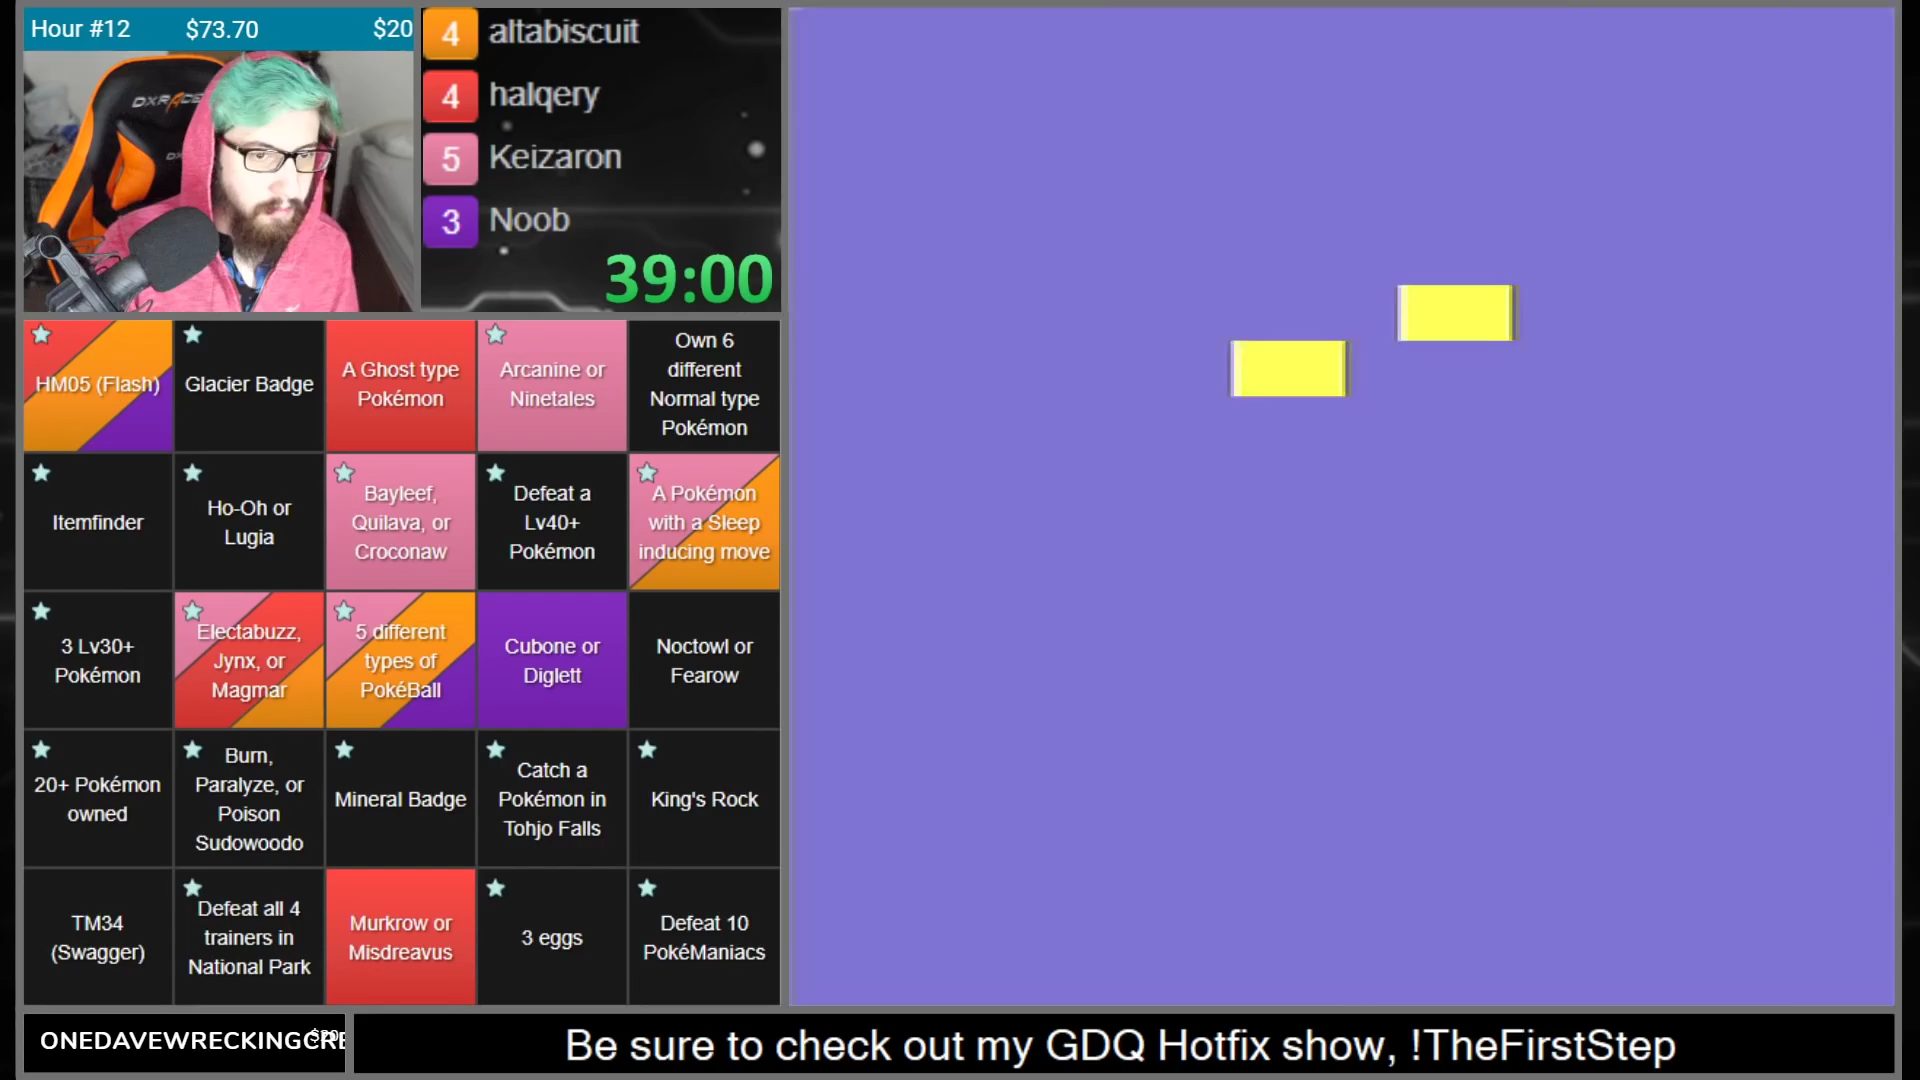 Hour #12 $73.70 $20
DXRACER
4 altabiscuit
4 halqery
5 Keizaron
3 Noob
39:00
HM05 (Flash)
Glacier Badge
A Ghost type
Pokémon
Arcanine or
Ninetales
Own 6
different
Normal type
Pokémon
Itemfinder
Ho-Oh or
Lugia
Bayleef,
Quilava, or
Croconaw
Defeat a
Lv40+
Pokémon
A Pokémon
with a Sleep
inducing move
3 Lv30+
Pokémon
Electabuzz,
Jynx, or
Magmar
5 different
types of
PokéBall
Cubone or
Diglett
Noctowl or
Fearow
20+ Pokémon
owned
Burn,
Paralyze, or
Poison
Sudowoodo
Mineral Badge
Catch a
Pokémon in
Tohjo Falls
King's Rock
TM34
(Swagger)
Defeat all 4
trainers in
National Park
Murkrow or
Misdreavus
3 eggs
Defeat 10
PokéManiacs
ONEDAVEWRECKINGCRE $20
Be sure to check out my GDQ Hotfix show, !TheFirstStep